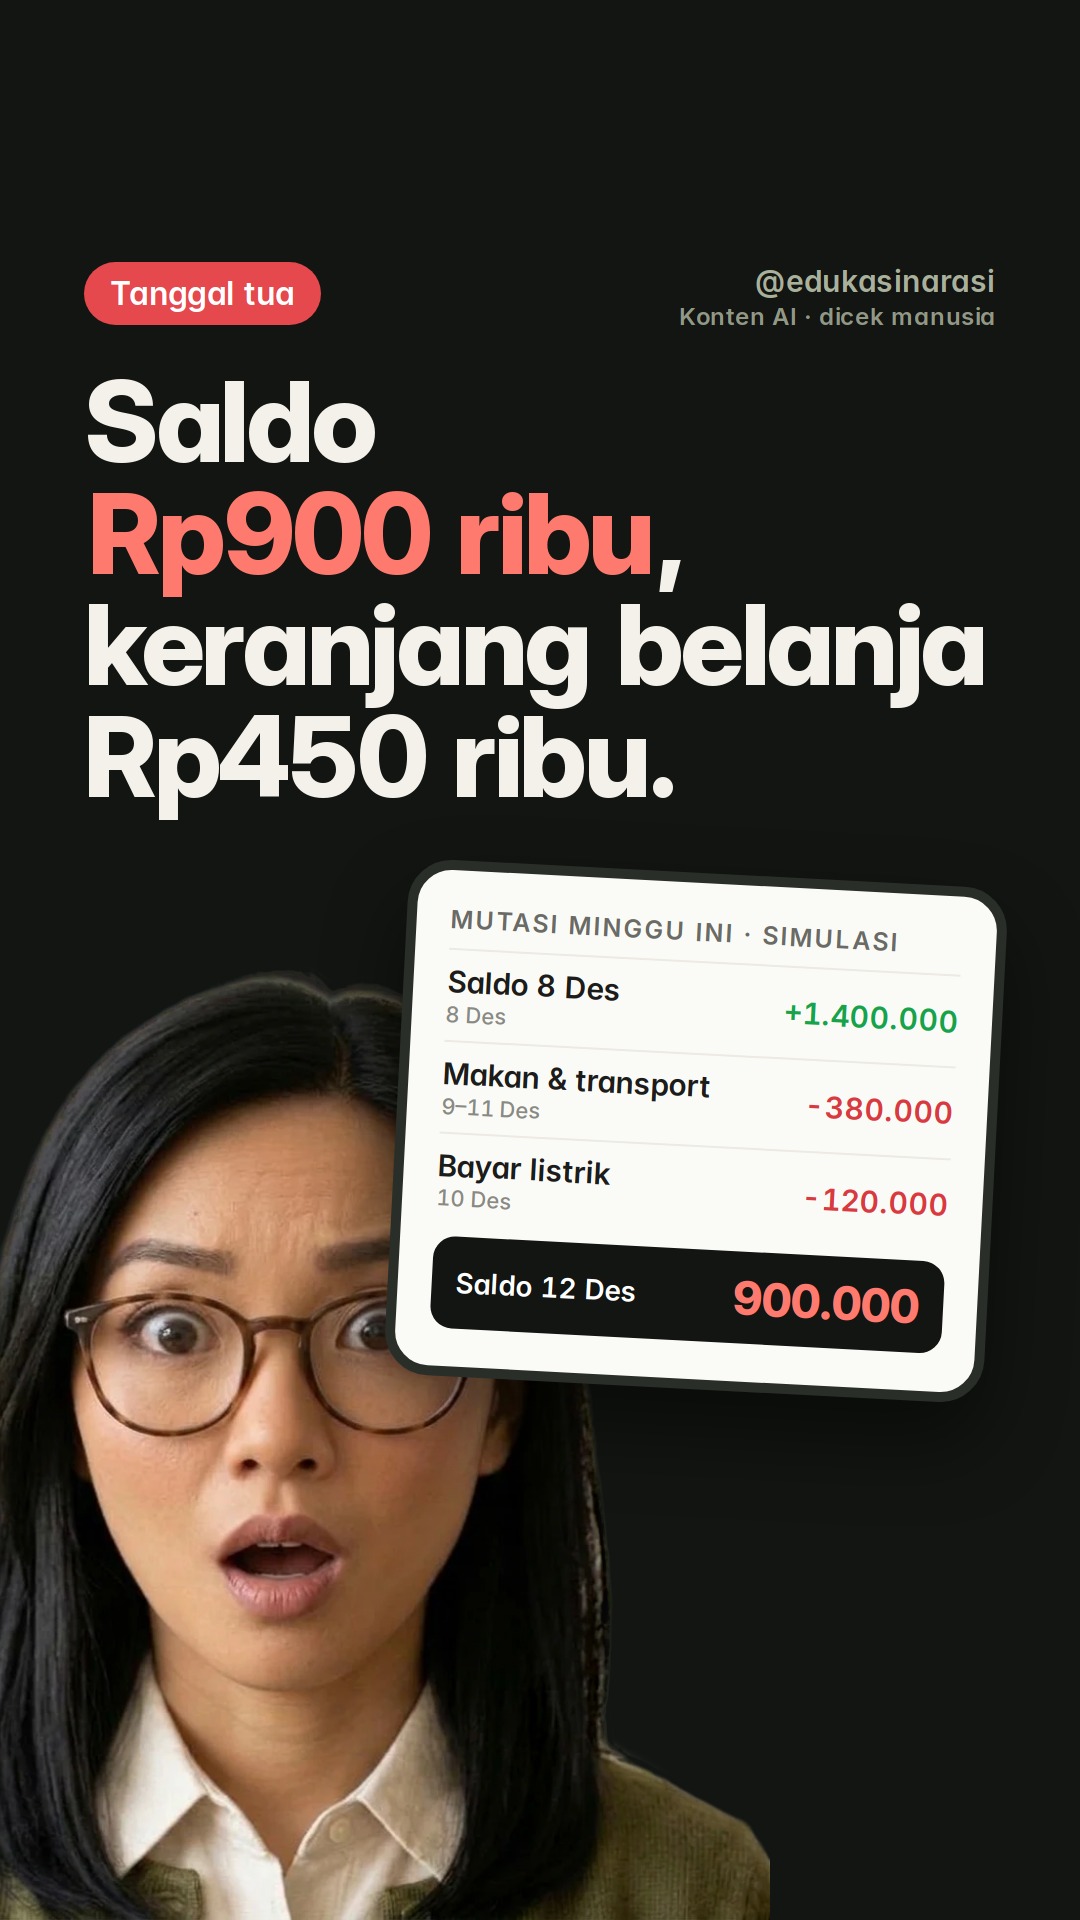 Tanggal tua
@edukasinarasi
Konten AI · dicek manusia
Saldo
Rp900 ribu,
keranjang belanja
Rp450 ribu.
MUTASI MINGGU INI · SIMULASI
Saldo 8 Des
8 Des
+1.400.000
Makan & transport
9–11 Des
-380.000
Bayar listrik
10 Des
-120.000
Saldo 12 Des
900.000